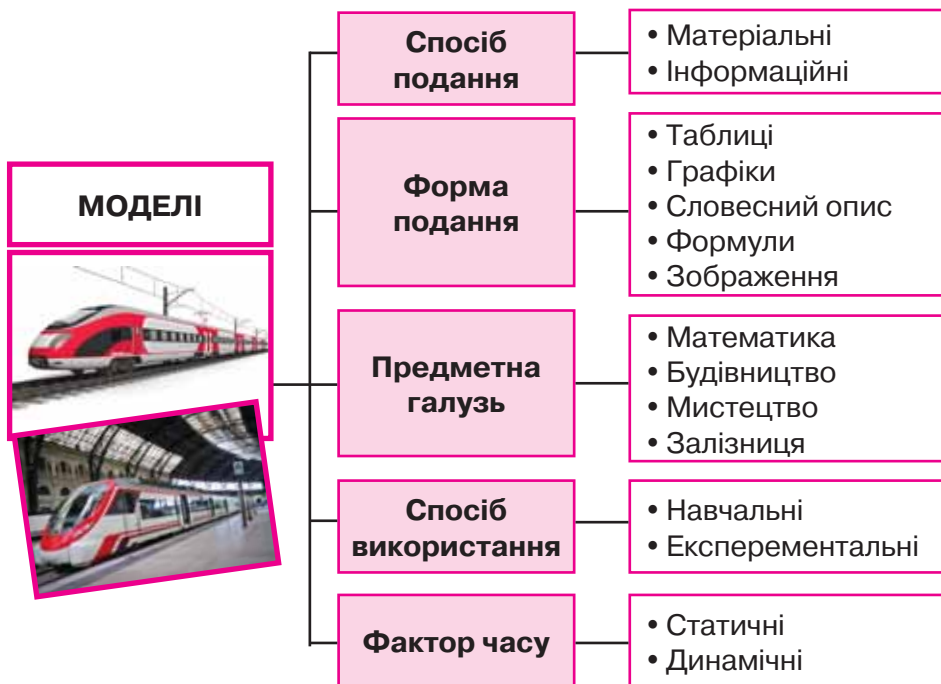 МОДЕЛІ
Спосіб
подання
• Матеріальні
• Інформаційні
Форма
подання
• Таблиці
• Графіки
• Словесний опис
• Формули
• Зображення
Предметна
галузь
• Математика
• Будівництво
• Мистецтво
• Залізниця
Спосіб
використання
• Навчальні
• Експерементальні
Фактор часу
• Статичні
• Динамічні